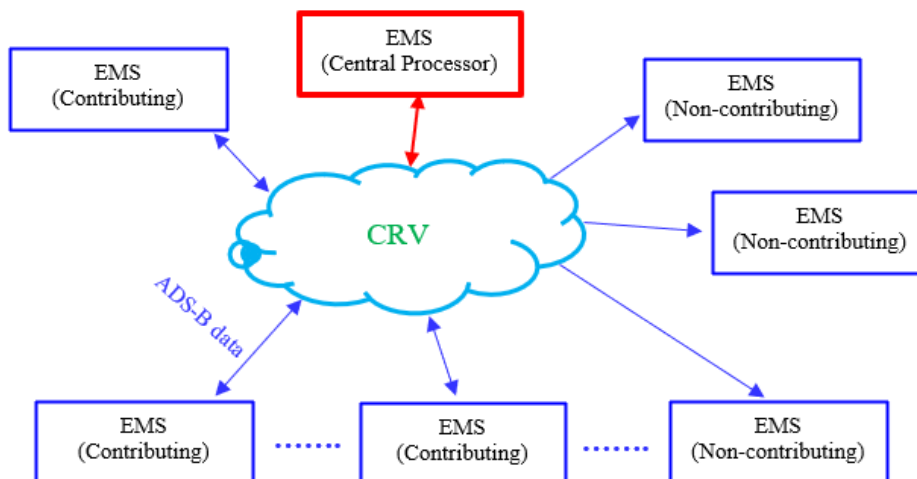 EMS
(Central Processor)
EMS
(Contributing)
EMS
(Non-contributing)
EMS
(Non-contributing)
CRV
ADS-B data
EMS
(Contributing)
EMS
(Contributing)
EMS
(Non-contributing)